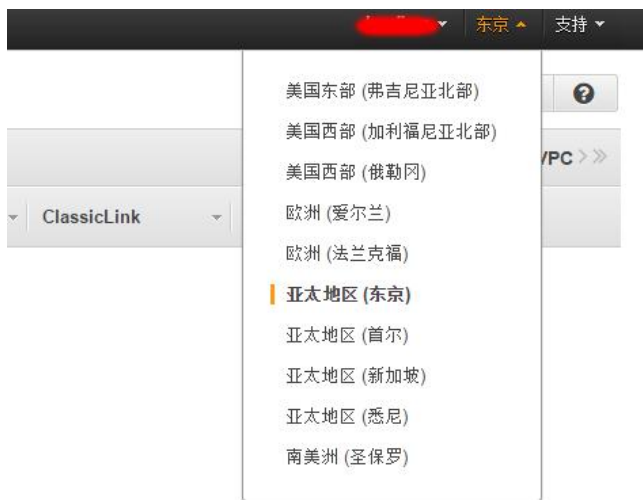 东京 支持
美国东部 (弗吉尼亚北部)
美国西部 (加利福尼亚北部)
美国西部 (俄勒冈)
/PC
ClassicLink
欧洲 (爱尔兰)
欧洲 (法兰克福)
亚太地区 (东京)
亚太地区 (首尔)
亚太地区 (新加坡)
亚太地区 (悉尼)
南美洲 (圣保罗)